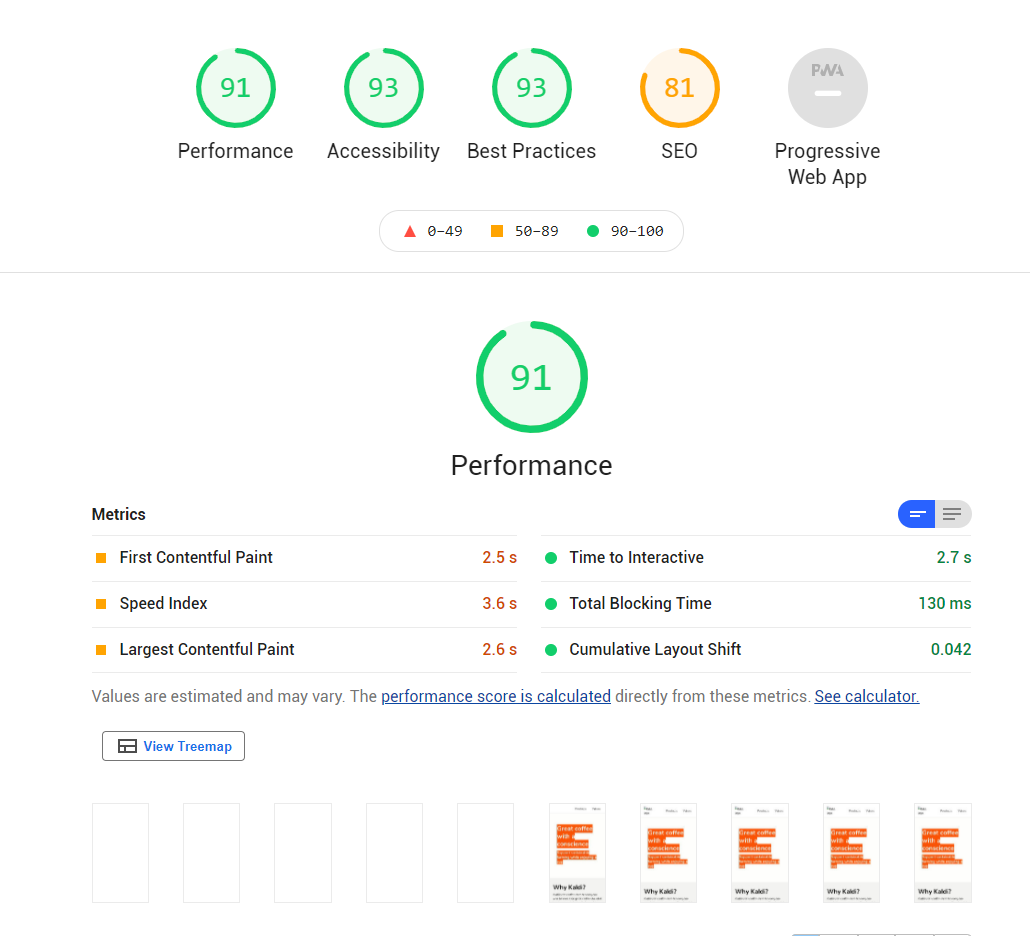 91
93
93
81
PWA
Performance
Accessibility
Best Practices
SEO
Progressive
Web App
0–49
50–89
90–100
91
Performance
Metrics
First Contentful Paint
2.5 s
Time to Interactive
2.7 s
Speed Index
3.6 s
Total Blocking Time
130 ms
Largest Contentful Paint
2.6 s
Cumulative Layout Shift
0.042
Values are estimated and may vary. The performance score is calculated directly from these metrics. See calculator.
View Treemap
Great coffee
with a
conscience
Why Kaldi?
Great coffee
with a
conscience
Why Kaldi?
Great coffee
with a
conscience
Why Kaldi?
Great coffee
with a
conscience
Why Kaldi?
Great coffee
with a
conscience
Why Kaldi?